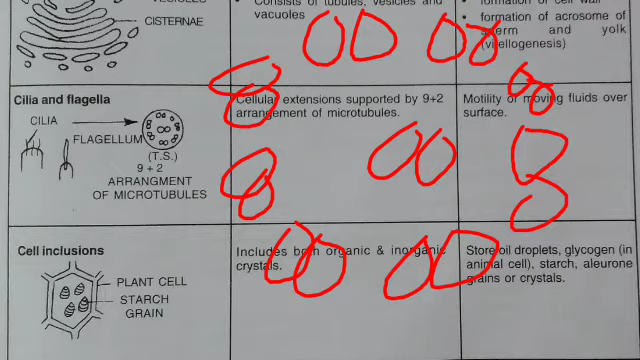 VESICLES
CISTERNAE
Consists of tubules, vesicles and
vacuoles
formation of cell wall
• formation of acrosome of
sperm and yolk
(vitellogenesis)
Cilia and flagella
CILIA
FLAGELLUM
(T.S.)
9 + 2
ARRANGMENT
OF MICROTUBULES
Cellular extensions supported by 9+2
arrangement of microtubules.
Motility or moving fluids over
surface.
Cell inclusions
PLANT CELL
STARCH
GRAIN
Includes both organic & inorganic
crystals.
Store oil droplets, glycogen (in
animal cell), starch, aleurone
grains or crystals.